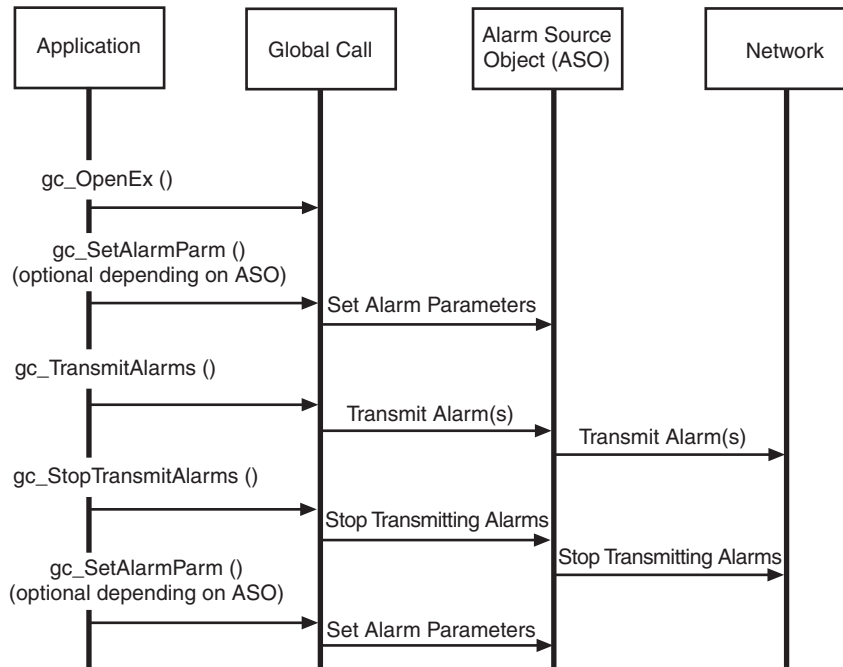 Application
Global Call
Alarm Source
Object (ASO)
Network
gc_OpenEx ()
gc_SetAlarmParm ()
(optional depending on ASO)
Set Alarm Parameters
gc_TransmitAlarms ()
Transmit Alarm(s)
Transmit Alarm(s)
gc_StopTransmitAlarms ()
Stop Transmitting Alarms
Stop Transmitting Alarms
gc_SetAlarmParm ()
(optional depending on ASO)
Set Alarm Parameters